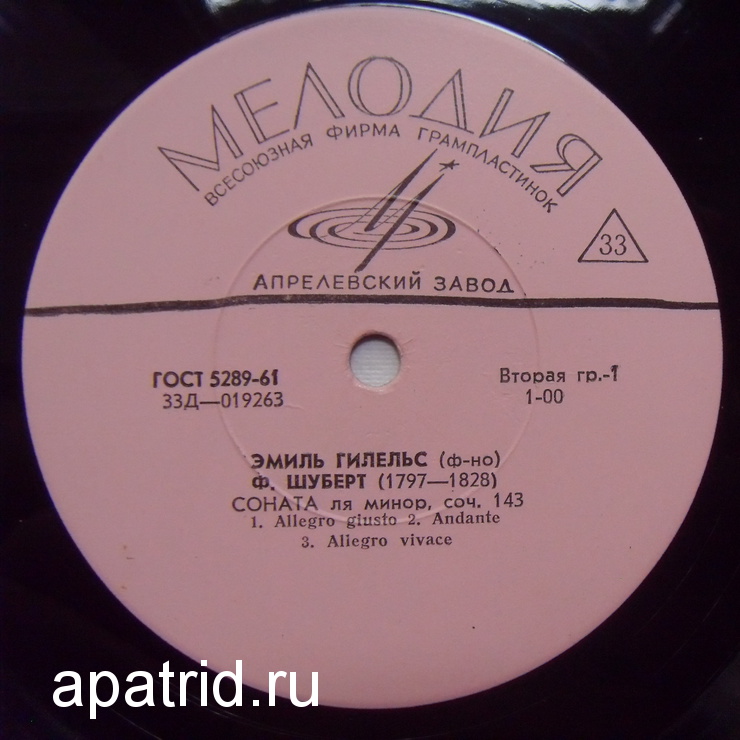 МЕЛОДИЯ
ВСЕСОЮЗНАЯ ФИРМА ГРАМПЛАСТИНОК
33
АПРЕЛЕВСКИЙ ЗАВОД
ГОСТ 5289-61
33Д—019263
Вторая гр.-1
1-00
ЭМИЛЬ ГИЛЕЛЬС (ф-но)
Ф. ШУБЕРТ (1797—1828)
СОНАТА ля минор, соч. 143
1. Allegro giusto 2. Andante
3. Allegro vivace
apatrid.ru